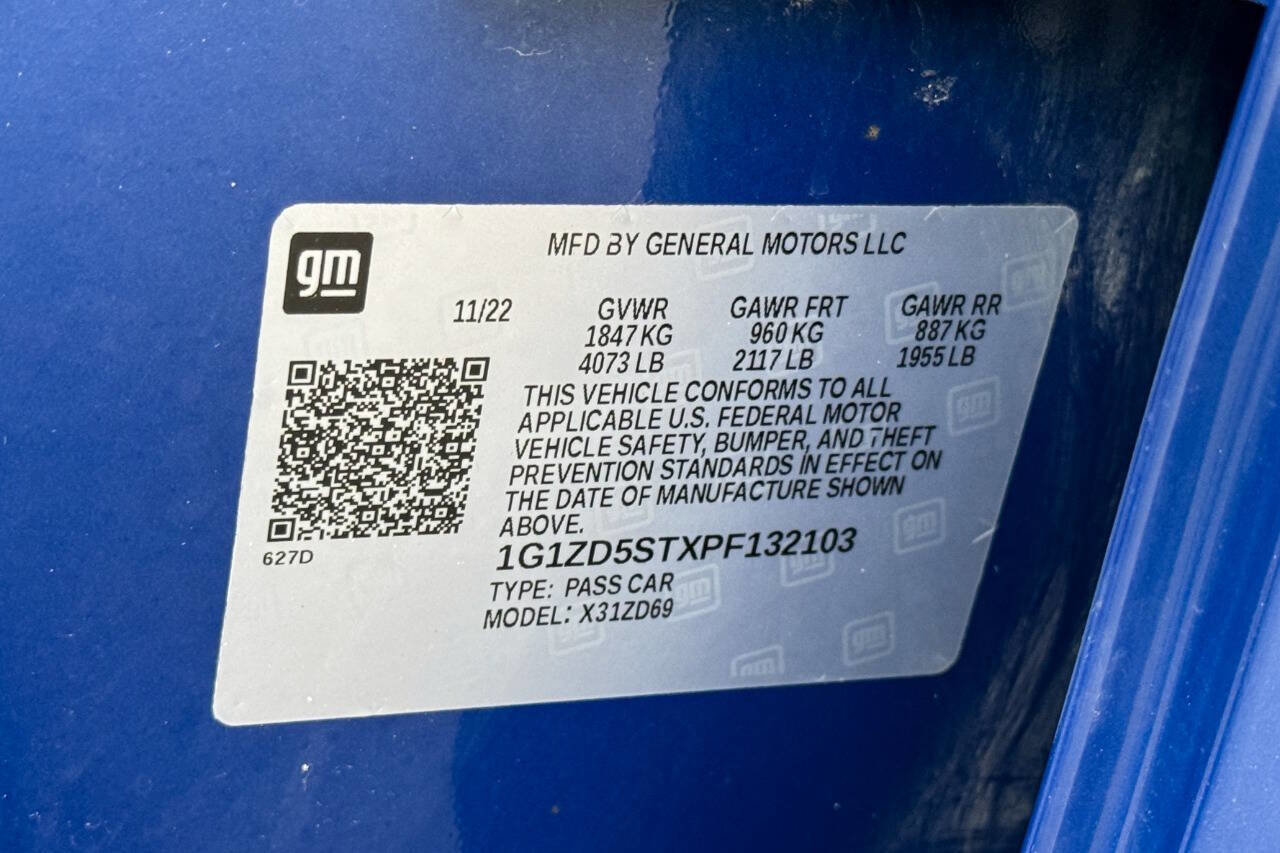 gm
MFD BY GENERAL MOTORS LLC
11/22 GVWR GAWR FRT GAWR RR
1847 KG 960 KG 887 KG
4073 LB 2117 LB 1955 LB
THIS VEHICLE CONFORMS TO ALL
APPLICABLE U.S. FEDERAL MOTOR
VEHICLE SAFETY, BUMPER, AND THEFT
PREVENTION STANDARDS IN EFFECT ON
THE DATE OF MANUFACTURE SHOWN
ABOVE.
627D
1G1ZD5STXPF132103
TYPE: PASS CAR
MODEL: X31ZD69